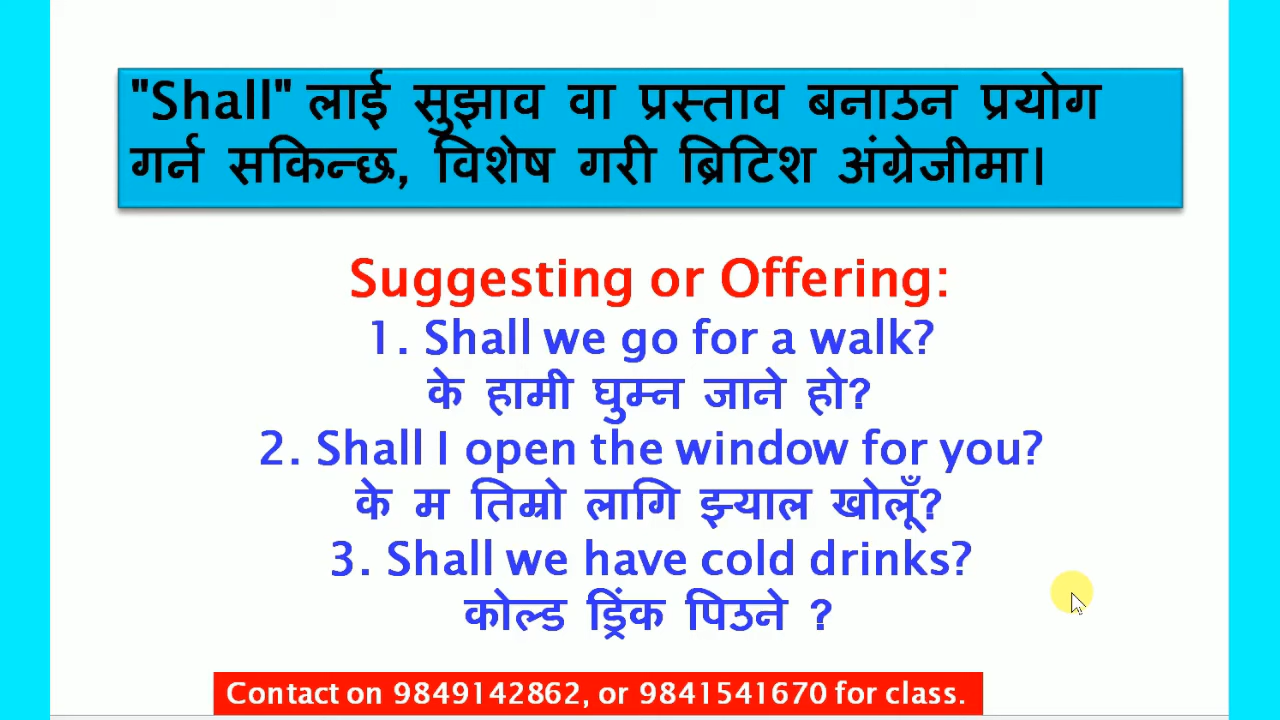 "Shall" लाई सुझाव वा प्रस्ताव बनाउन प्रयोग
गर्न सकिन्छ, विशेष गरी ब्रिटिश अंग्रेजीमा।
Suggesting or Offering:
1. Shall we go for a walk?
के हामी घुम्न जाने हो?
2. Shall I open the window for you?
के म तिम्रो लागि झ्याल खोलूँ?
3. Shall we have cold drinks?
कोल्ड ड्रिंक पिउने ?
Contact on 9849142862, or 9841541670 for class.